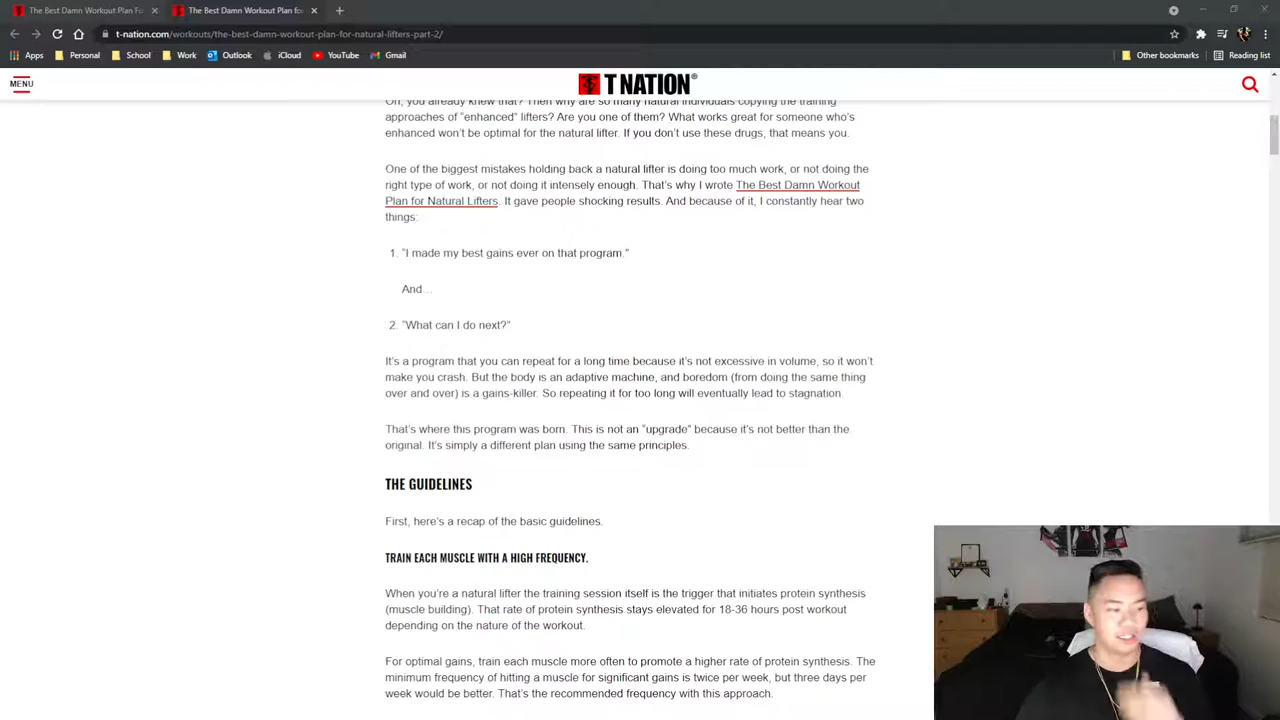 The Best Damn Workout Plan Fo
The Best Damn Workout Plan for
t-nation.com/workouts/the-best-damn-workout-plan-for-natural-lifters-part-2/
Apps
Personal
School
Work
Outlook
iCloud
YouTube
Gmail
Other bookmarks
Reading list
MENU
T NATION®
Oh, you already knew that? Then why are so many natural individuals copying the training
approaches of “enhanced” lifters? Are you one of them? What works great for someone who’s
enhanced won’t be optimal for the natural lifter. If you don’t use these drugs, that means you.
One of the biggest mistakes holding back a natural lifter is doing too much work, or not doing the
right type of work, or not doing it intensely enough. That’s why I wrote The Best Damn Workout
Plan for Natural Lifters. It gave people shocking results. And because of it, I constantly hear two
things:
1. “I made my best gains ever on that program.”
And…
2. “What can I do next?”
It’s a program that you can repeat for a long time because it’s not excessive in volume, so it won’t
make you crash. But the body is an adaptive machine, and boredom (from doing the same thing
over and over) is a gains-killer. So repeating it for too long will eventually lead to stagnation.
That’s where this program was born. This is not an “upgrade” because it’s not better than the
original. It’s simply a different plan using the same principles.
THE GUIDELINES
First, here’s a recap of the basic guidelines.
TRAIN EACH MUSCLE WITH A HIGH FREQUENCY.
When you’re a natural lifter the training session itself is the trigger that initiates protein synthesis
(muscle building). That rate of protein synthesis stays elevated for 18-36 hours post workout
depending on the nature of the workout.
For optimal gains, train each muscle more often to promote a higher rate of protein synthesis. The
minimum frequency of hitting a muscle for significant gains is twice per week, but three days per
week would be better. That’s the recommended frequency with this approach.